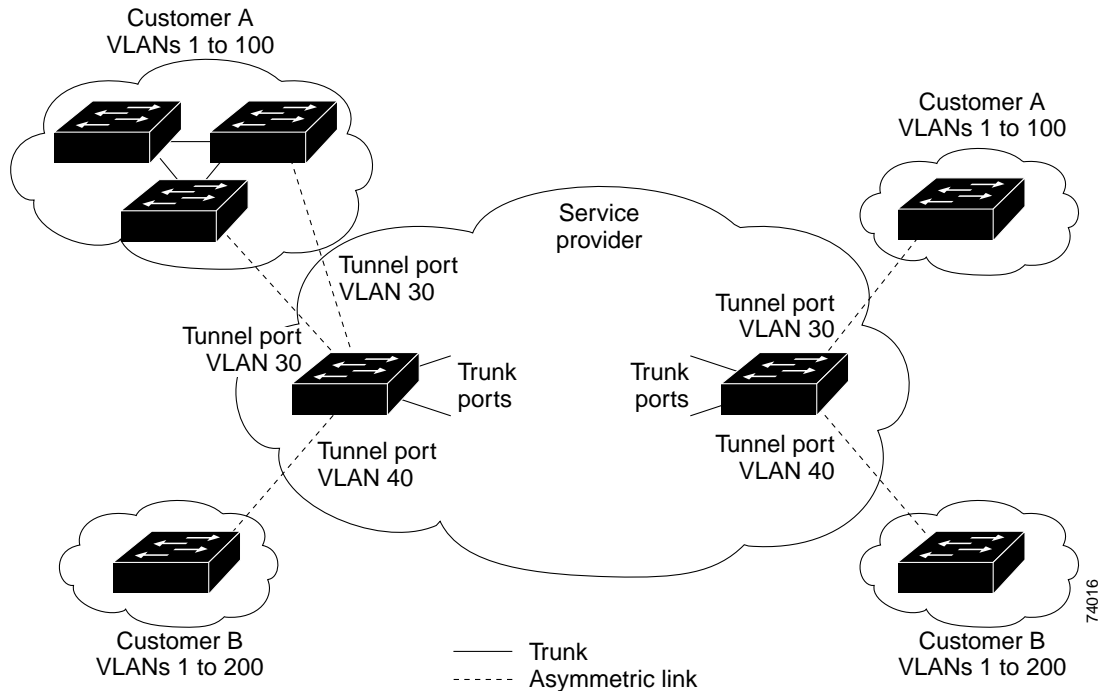 Customer A
VLANs 1 to 100
Customer A
VLANs 1 to 100
Service
provider
Tunnel port
VLAN 30
Tunnel port
VLAN 30
Tunnel port
VLAN 30
Trunk
ports
Trunk
ports
Tunnel port
VLAN 40
Tunnel port
VLAN 40
Customer B
VLANs 1 to 200
Customer B
VLANs 1 to 200
74016
Trunk
Asymmetric link